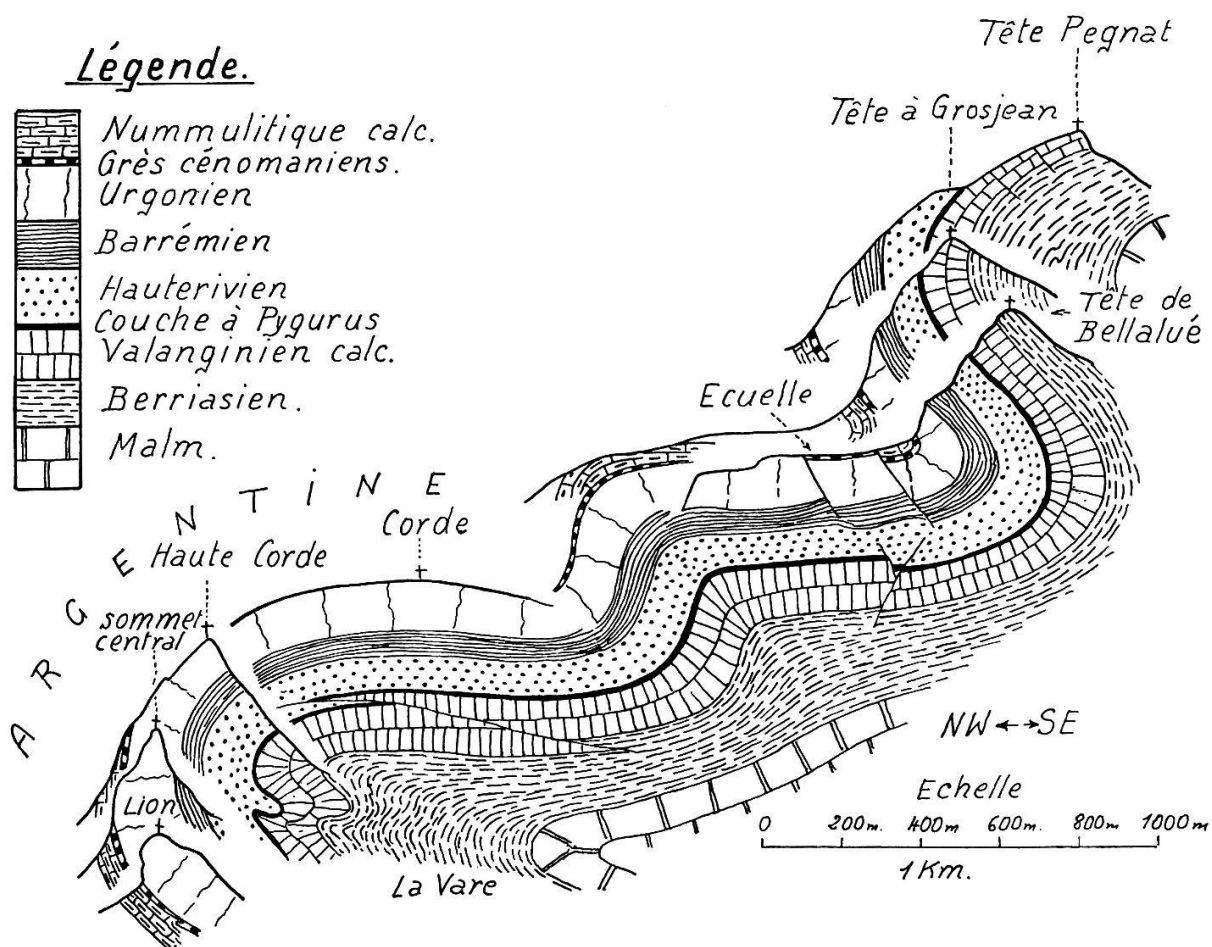 Légende.
Nummulitique calc.
Grès cénomaniens.
Urgonien
Barrémien
Hauterivien
Couche à Pygurus
Valanginien calc.
Berriasien.
Malm.
Tête Pegnat
Tête à Grosjean
Tête de
Bellalué
Ecuelle
ARGENTINE
Corde
Haute Corde
sommet
central
Lion
La Vare
NW ↔ SE
Echelle
0 200m. 400m 600m. 800m 1000m
1Km.